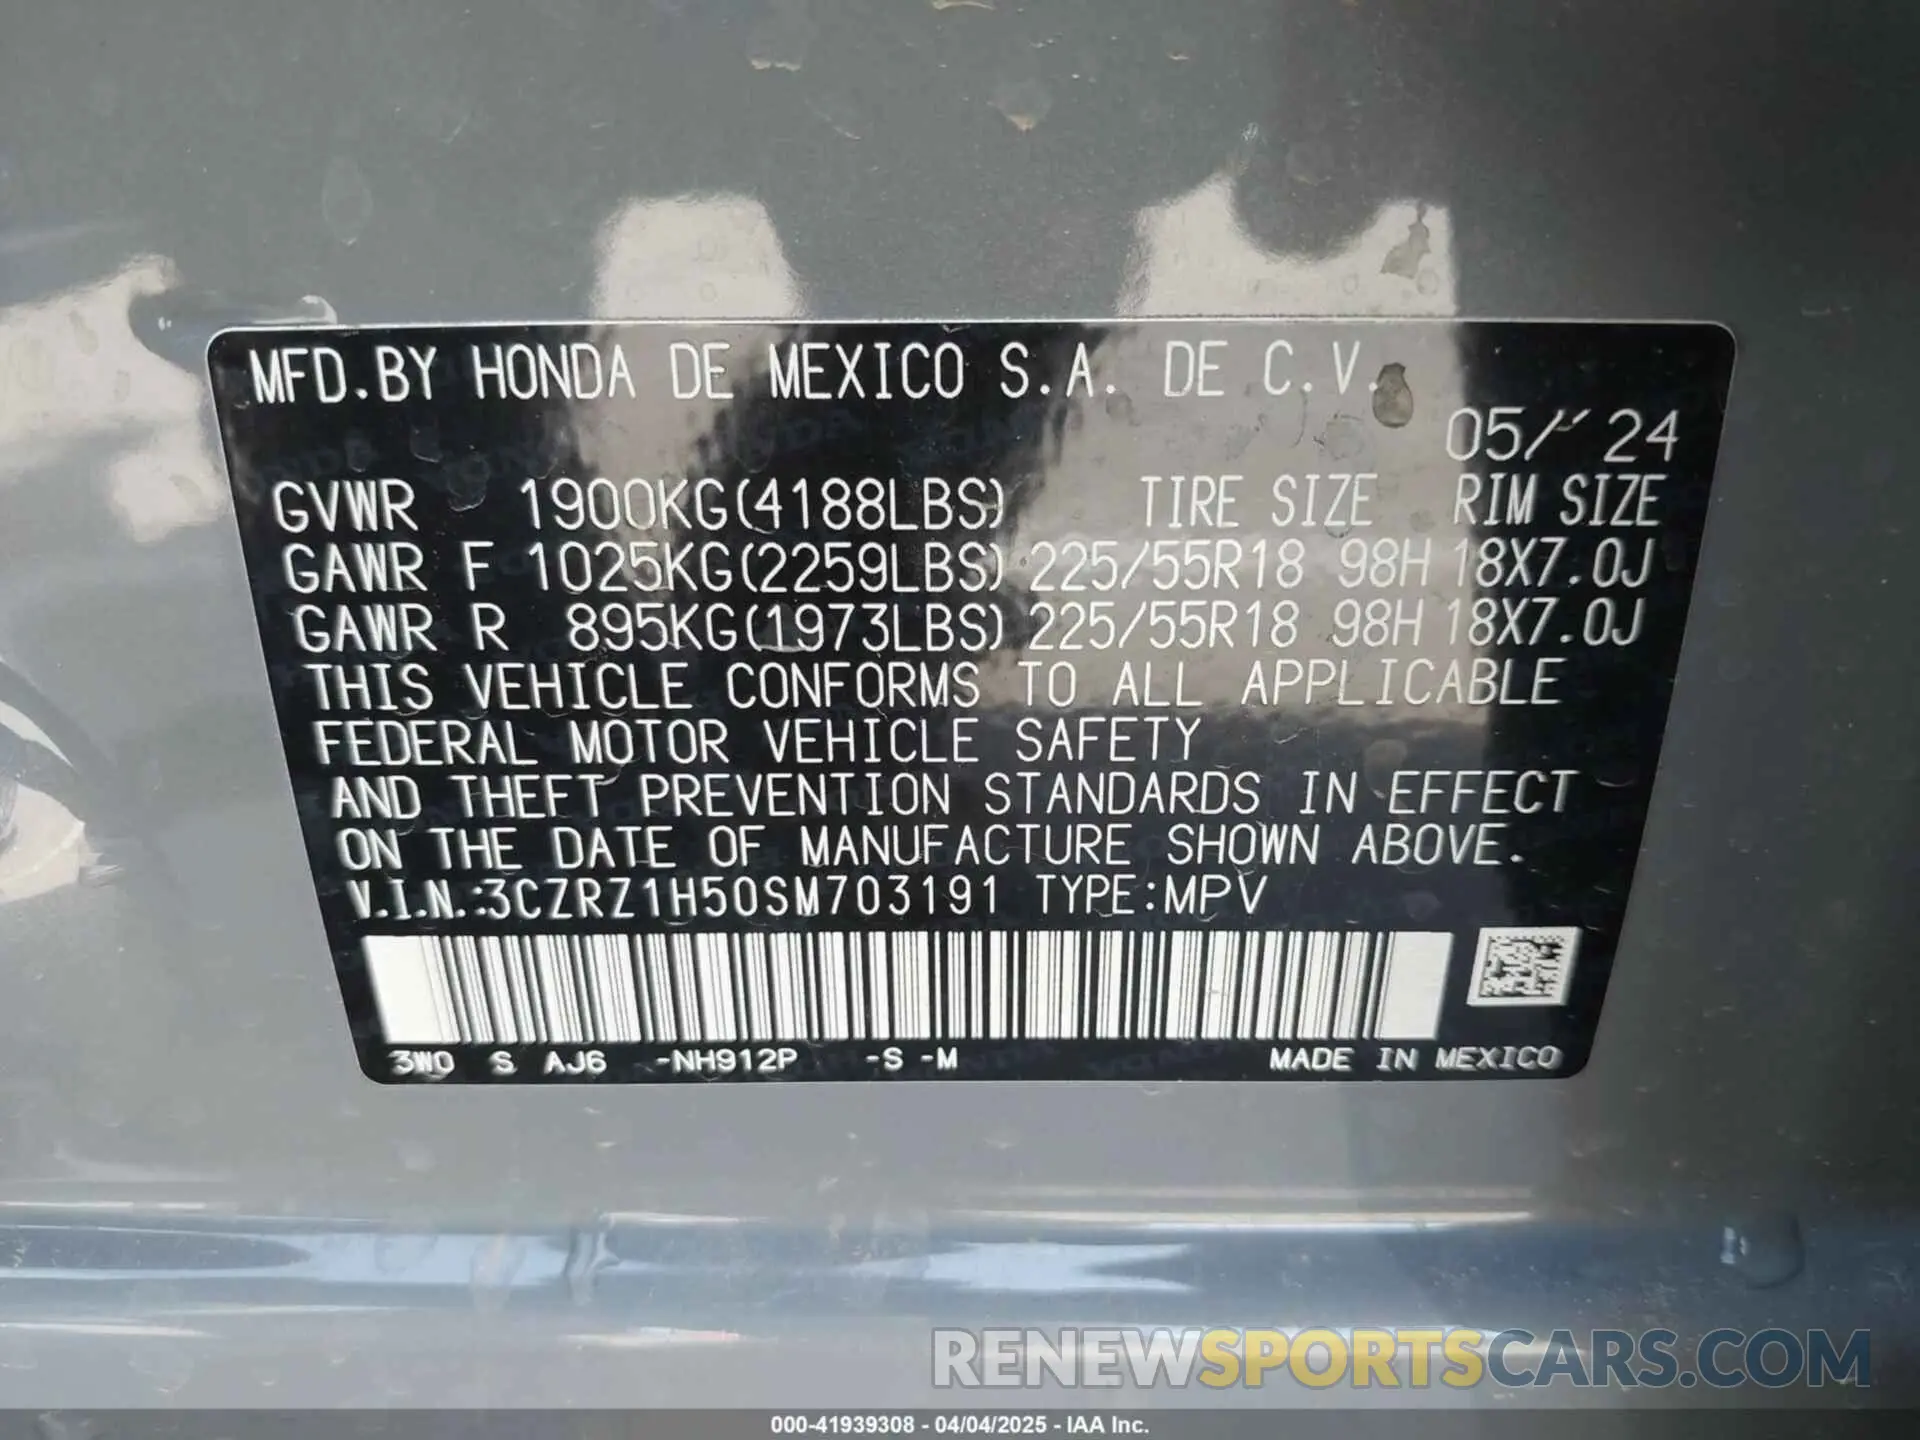 MFD.BY HONDA DE MEXICO S.A. DE C.V.
05/ 24
GVWR 1900KG(4188LBS) TIRE SIZE RIM SIZE
GAWR F 1025KG(2259LBS) 225/55R18 98H 18X7.0J
GAWR R 895KG(1973LBS) 225/55R18 98H 18X7.0J
THIS VEHICLE CONFORMS TO ALL APPLICABLE
FEDERAL MOTOR VEHICLE SAFETY
AND THEFT PREVENTION STANDARDS IN EFFECT
ON THE DATE OF MANUFACTURE SHOWN ABOVE.
V.I.N.:3CZRZ1H50SM703191 TYPE:MPV
3W0 S AJ6 -NH912P -S -M MADE IN MEXICO
RENEWSPORTSCARS.COM
000-41939308 - 04/04/2025 - IAA Inc.